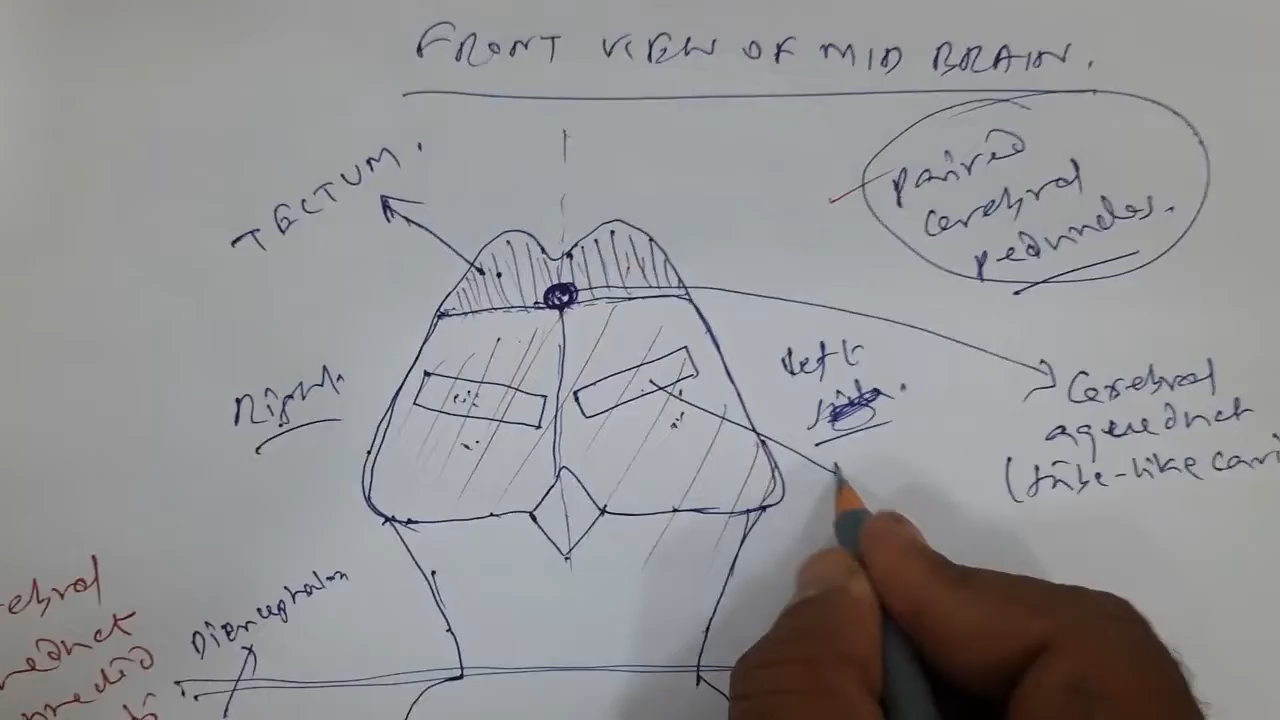 FRONT VIEW OF MID BRAIN.
paired
cerebral
peduncles.
TECTUM.
Right.
left
Cerebral
aqueduct
(tube-like cavi
Diencephalon